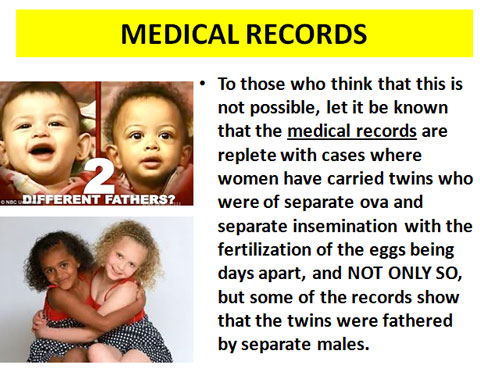 MEDICAL RECORDS
2
DIFFERENT FATHERS?...
© NBC U
• To those who think that this is
not possible, let it be known
that the medical records are
replete with cases where
women have carried twins who
were of separate ova and
separate insemination with the
fertilization of the eggs being
days apart, and NOT ONLY SO,
but some of the records show
that the twins were fathered
by separate males.